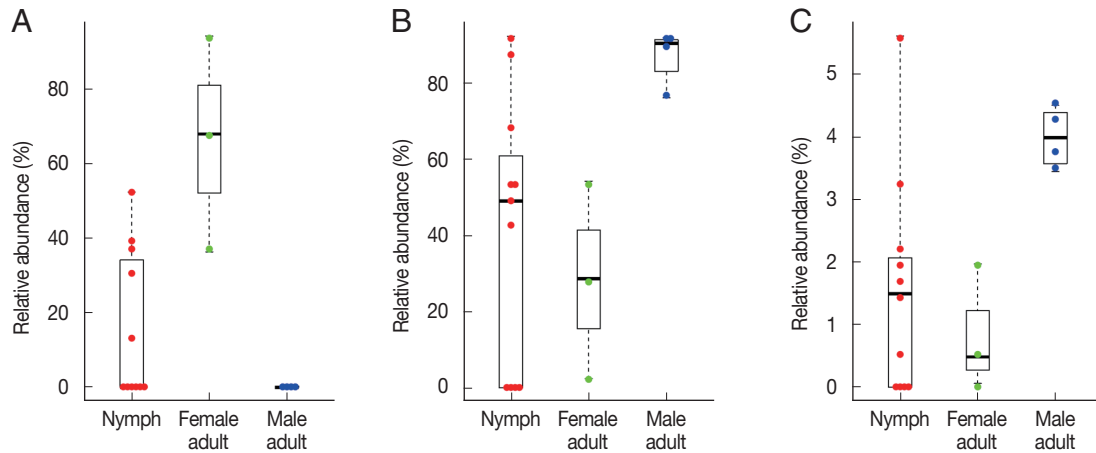 A
Relative abundance (%)
80
60
40
20
0
Nymph
Female
adult
Male
adult
B
Relative abundance (%)
80
60
40
20
0
Nymph
Female
adult
Male
adult
C
Relative abundance (%)
5
4
3
2
1
0
Nymph
Female
adult
Male
adult